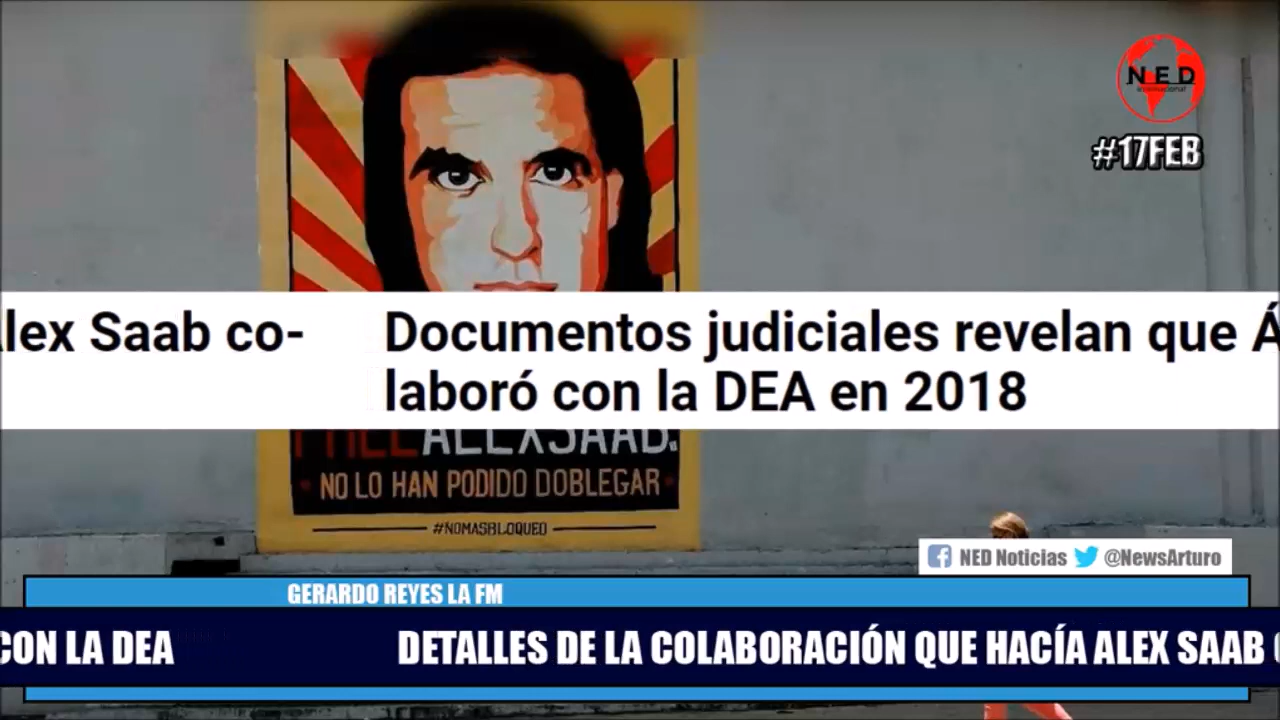 N E D
#17FEB
lex Saab co-
Documentos judiciales revelan que Á
laboró con la DEA en 2018
FREEALEXSAAB.
NO LO HAN PODIDO DOBLEGAR
#NOMASBLOQUEO
NED Noticias @NewsArturo
GERARDO REYES LA FM
CON LA DEA
DETALLES DE LA COLABORACIÓN QUE HACÍA ALEX SAAB